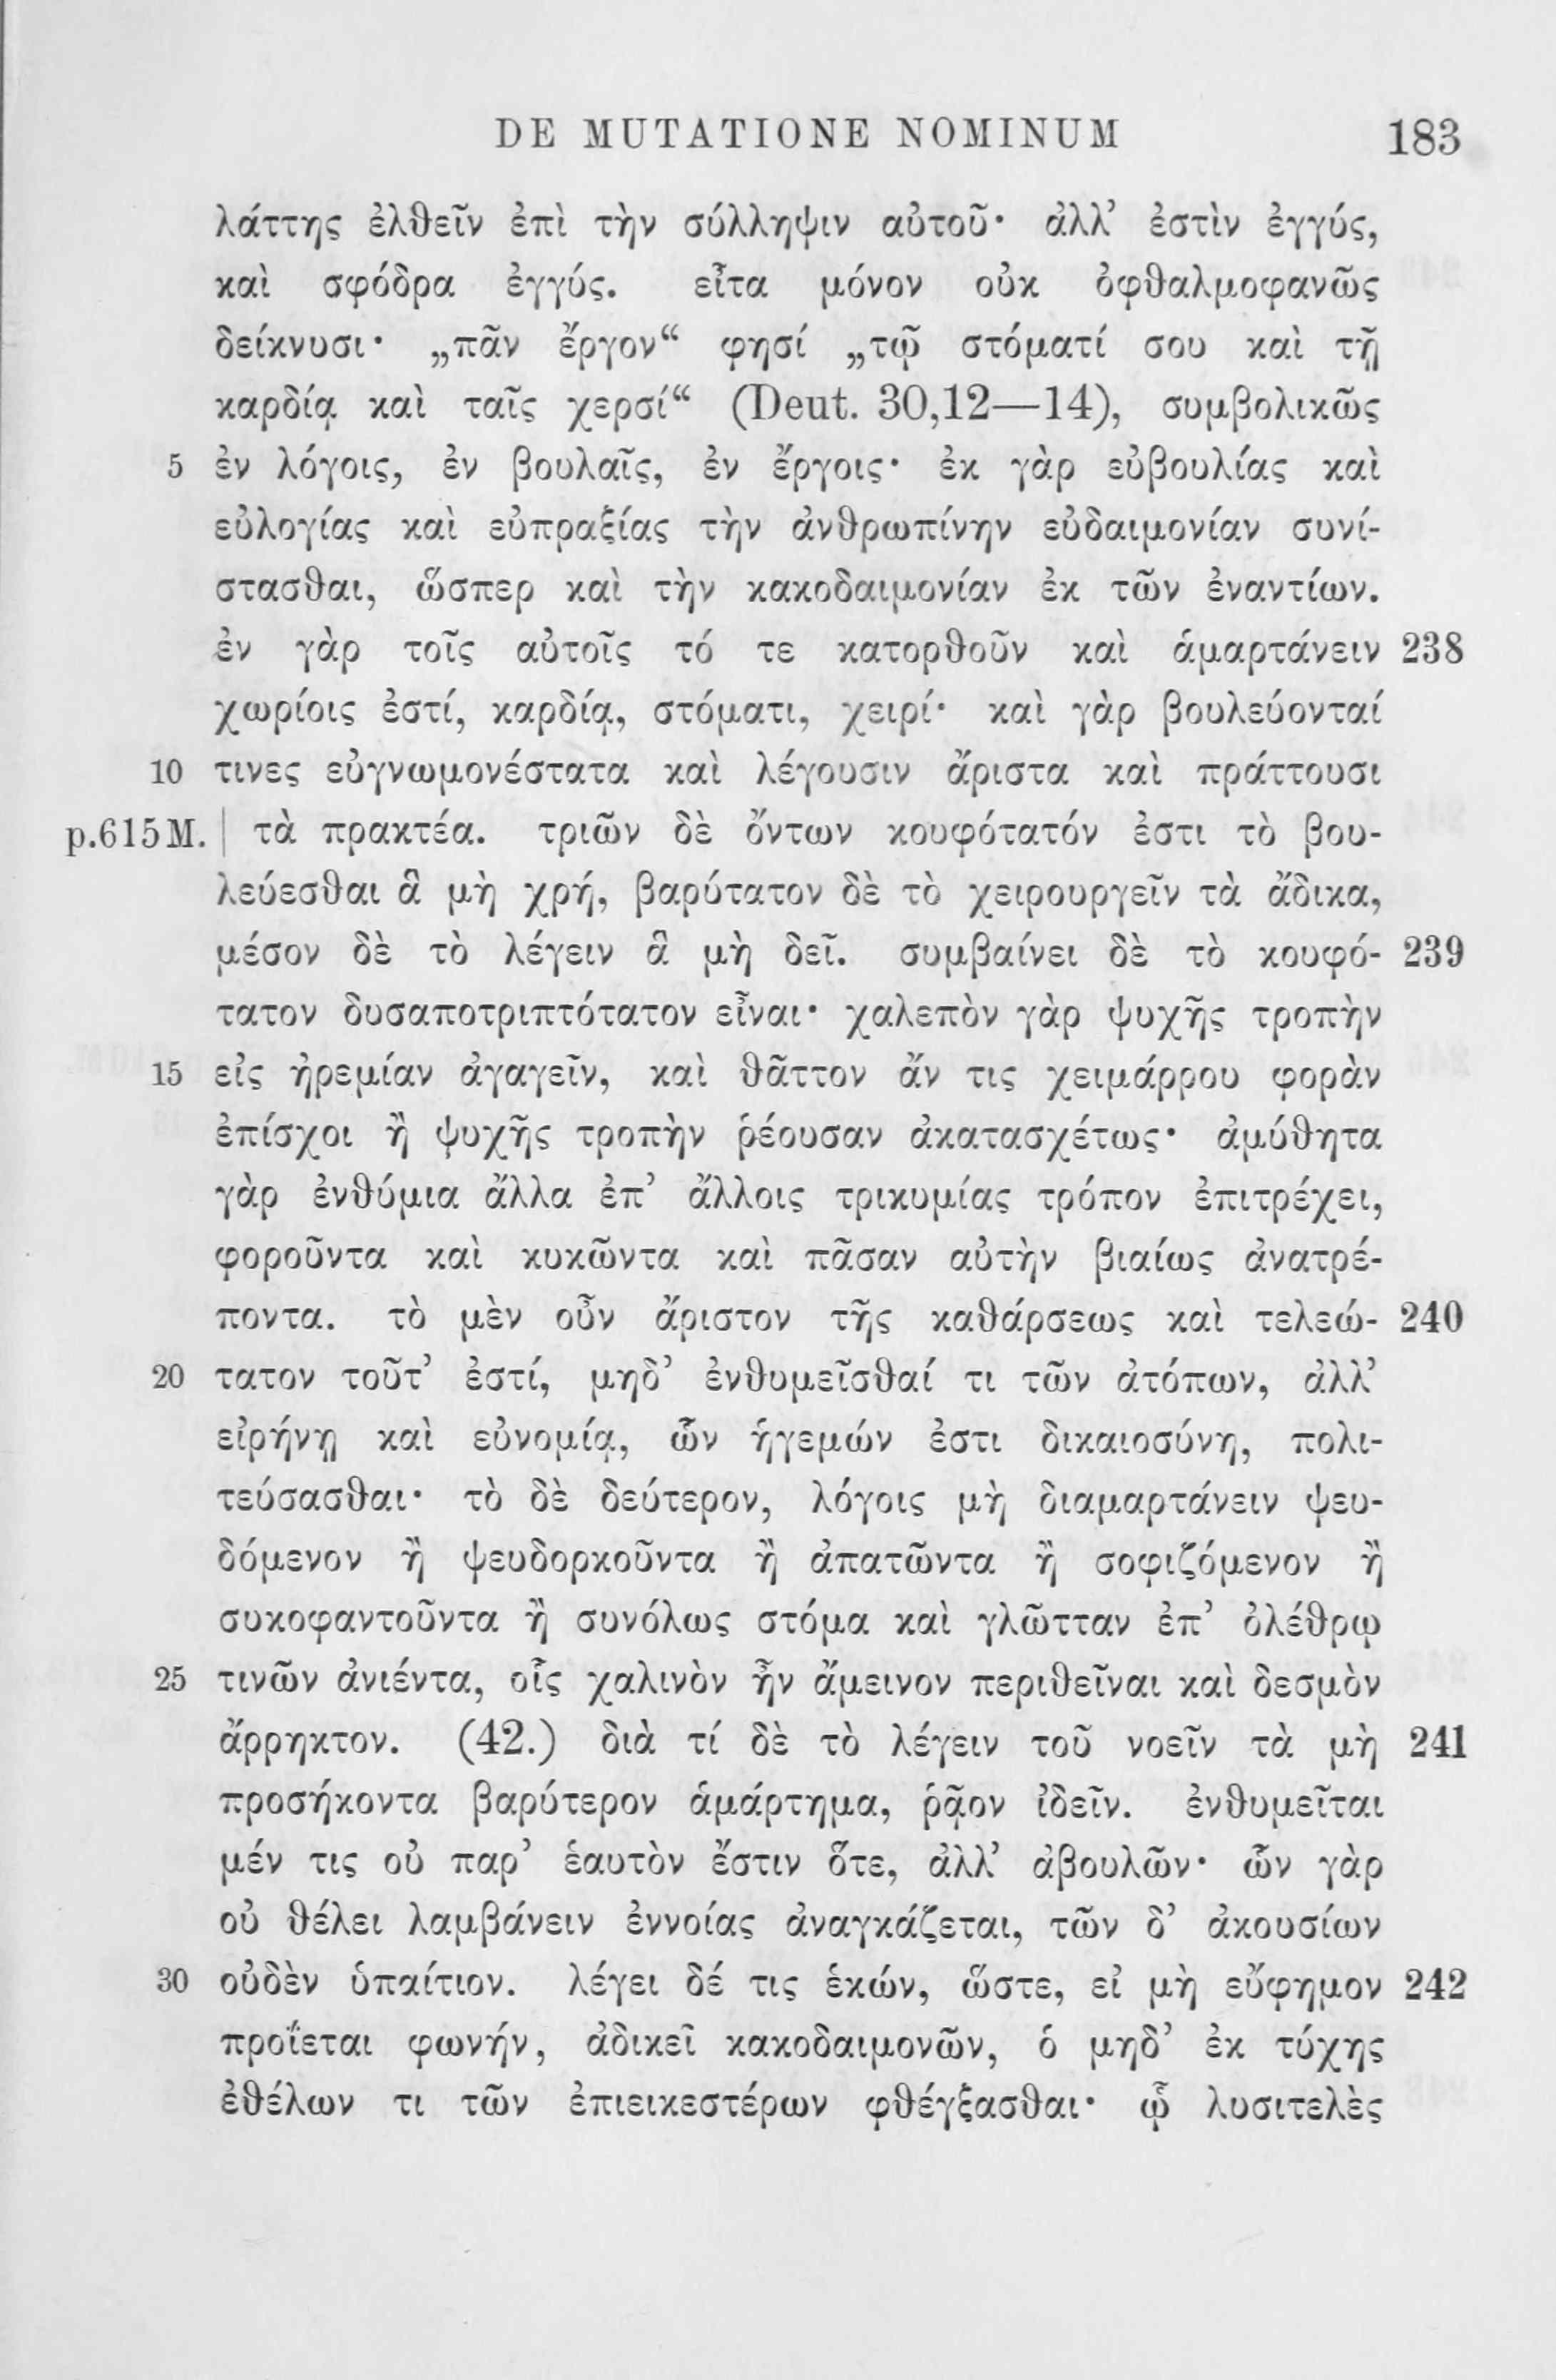 DE MUTATIONE NOMINUM 183
λάττης ἐλθεῖν ἐπὶ τὴν σύλληψιν αὐτοῦ· ἀλλ’ ἐστὶν ἐγγύς,
καὶ σφόδρα ἐγγύς. εἶτα μόνον οὐκ ὀφθαλμοφανῶς
δείκνυσι· „πᾶν ἔργον“ φησί „τῷ στόματί σου καὶ τῇ
καρδίᾳ καὶ ταῖς χερσί“ (Deut. 30,12—14), συμβολικῶς
5 ἐν λόγοις, ἐν βουλαῖς, ἐν ἔργοις· ἐκ γὰρ εὐβουλίας καὶ
εὐλογίας καὶ εὐπραξίας τὴν ἀνθρωπίνην εὐδαιμονίαν συνί-
στασθαι, ὥσπερ καὶ τὴν κακοδαιμονίαν ἐκ τῶν ἐναντίων.
ἐν γὰρ τοῖς αὐτοῖς τό τε κατορθοῦν καὶ ἁμαρτάνειν 238
χωρίοις ἐστί, καρδίᾳ, στόματι, χειρί· καὶ γὰρ βουλεύονταί
10 τινες εὐγνωμονέστατα καὶ λέγουσιν ἄριστα καὶ πράττουσι
p.615M. | τὰ πρακτέα. τριῶν δὲ ὄντων κουφότατόν ἐστι τὸ βου-
λεύεσθαι ἃ μὴ χρή, βαρύτατον δὲ τὸ χειρουργεῖν τὰ ἄδικα,
μέσον δὲ τὸ λέγειν ἃ μὴ δεῖ. συμβαίνει δὲ τὸ κουφό- 239
τατον δυσαποτριπτότατον εἶναι· χαλεπὸν γὰρ ψυχῆς τροπὴν
15 εἰς ἠρεμίαν ἀγαγεῖν, καὶ θᾶττον ἄν τις χειμάρρου φορὰν
ἐπίσχοι ἢ ψυχῆς τροπὴν ῥέουσαν ἀκατασχέτως· ἀμύθητα
γὰρ ἐνθύμια ἄλλα ἐπ’ ἄλλοις τρικυμίας τρόπον ἐπιτρέχει,
φοροῦντα καὶ κυκῶντα καὶ πᾶσαν αὐτὴν βιαίως ἀνατρέ-
ποντα. τὸ μὲν οὖν ἄριστον τῆς καθάρσεως καὶ τελεώ- 240
20 τατον τοῦτ’ ἐστί, μηδ’ ἐνθυμεῖσθαί τι τῶν ἀτόπων, ἀλλ’
εἰρήνῃ καὶ εὐνομίᾳ, ὧν ἡγεμών ἐστι δικαιοσύνη, πολι-
τεύσασθαι· τὸ δὲ δεύτερον, λόγοις μὴ διαμαρτάνειν ψευ-
δόμενον ἢ ψευδορκοῦντα ἢ ἀπατῶντα ἢ σοφιζόμενον ἢ
συκοφαντοῦντα ἢ συνόλως στόμα καὶ γλῶτταν ἐπ’ ὀλέθρῳ
25 τινῶν ἀνιέντα, οἷς χαλινὸν ἦν ἄμεινον περιθεῖναι καὶ δεσμὸν
ἄρρηκτον. (42.) διὰ τί δὲ τὸ λέγειν τοῦ νοεῖν τὰ μὴ 241
προσήκοντα βαρύτερον ἁμάρτημα, ῥᾷον ἰδεῖν. ἐνθυμεῖται
μέν τις οὐ παρ’ ἑαυτὸν ἔστιν ὅτε, ἀλλ’ ἀβουλῶν· ὧν γὰρ
οὐ θέλει λαμβάνειν ἐννοίας ἀναγκάζεται, τῶν δ’ ἀκουσίων
30 οὐδὲν ὑπαίτιον. λέγει δέ τις ἑκών, ὥστε, εἰ μὴ εὔφημον 242
προΐεται φωνήν, ἀδικεῖ κακοδαιμονῶν, ὁ μηδ’ ἐκ τύχης
ἐθέλων τι τῶν ἐπιεικεστέρων φθέγξασθαι· ᾧ λυσιτελὲς